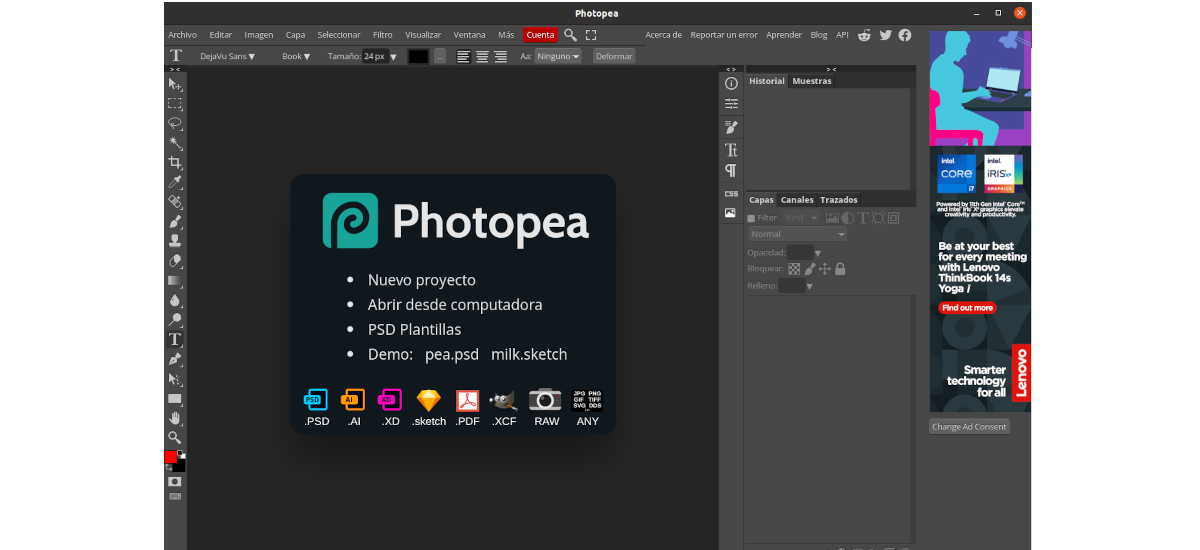 Photopea
Archivo Editar Imagen Capa Seleccionar Filtro Visualizar Ventana Más Cuenta Acerca de Reportar un error Aprender Blog API
DejaVu Sans Book Tamaño: 24 px ... Aa: Ninguno Deformar
Historial Muestras
CSS
Capas Canales Trazados
Filter Kind
Normal
Opacidad:
Bloquear:
Relleno:
Photopea
Nuevo proyecto
Abrir desde computadora
PSD Plantillas
Demo: pea.psd milk.sketch
PSD AI XD JPG PNG GIF TIFF SVG DDS ...
.PSD .AI .XD .sketch .PDF .XCF RAW ANY
intel. CORE i7 intel. iRIS Xe GRAPHICS
Powered by 11th Gen Intel® Core™
and Intel® Iris® Xe graphics elevate
creativity and productivity.
Be at your best
for every meeting
with Lenovo
ThinkBook 14s
Yoga i
Find out more
Lenovo
Smarter
technology
for all
Change Ad Consent